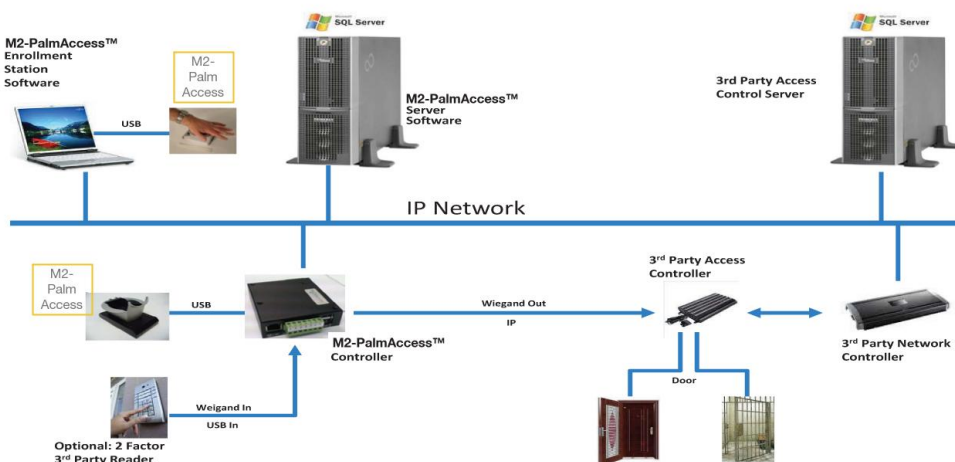 Microsoft
SQL Server
Microsoft
SQL Server
M2-PalmAccess™
Enrollment
Station
Software
M2-
Palm
Access
USB
M2-PalmAccess™
Server
Software
3rd Party Access
Control Server
IP Network
M2-
Palm
Access
USB
M2-PalmAccess™
Controller
Wiegand Out
IP
3rd Party Access
Controller
3rd Party Network
Controller
Door
Weigand In
USB In
Optional: 2 Factor
3rd Party Reader